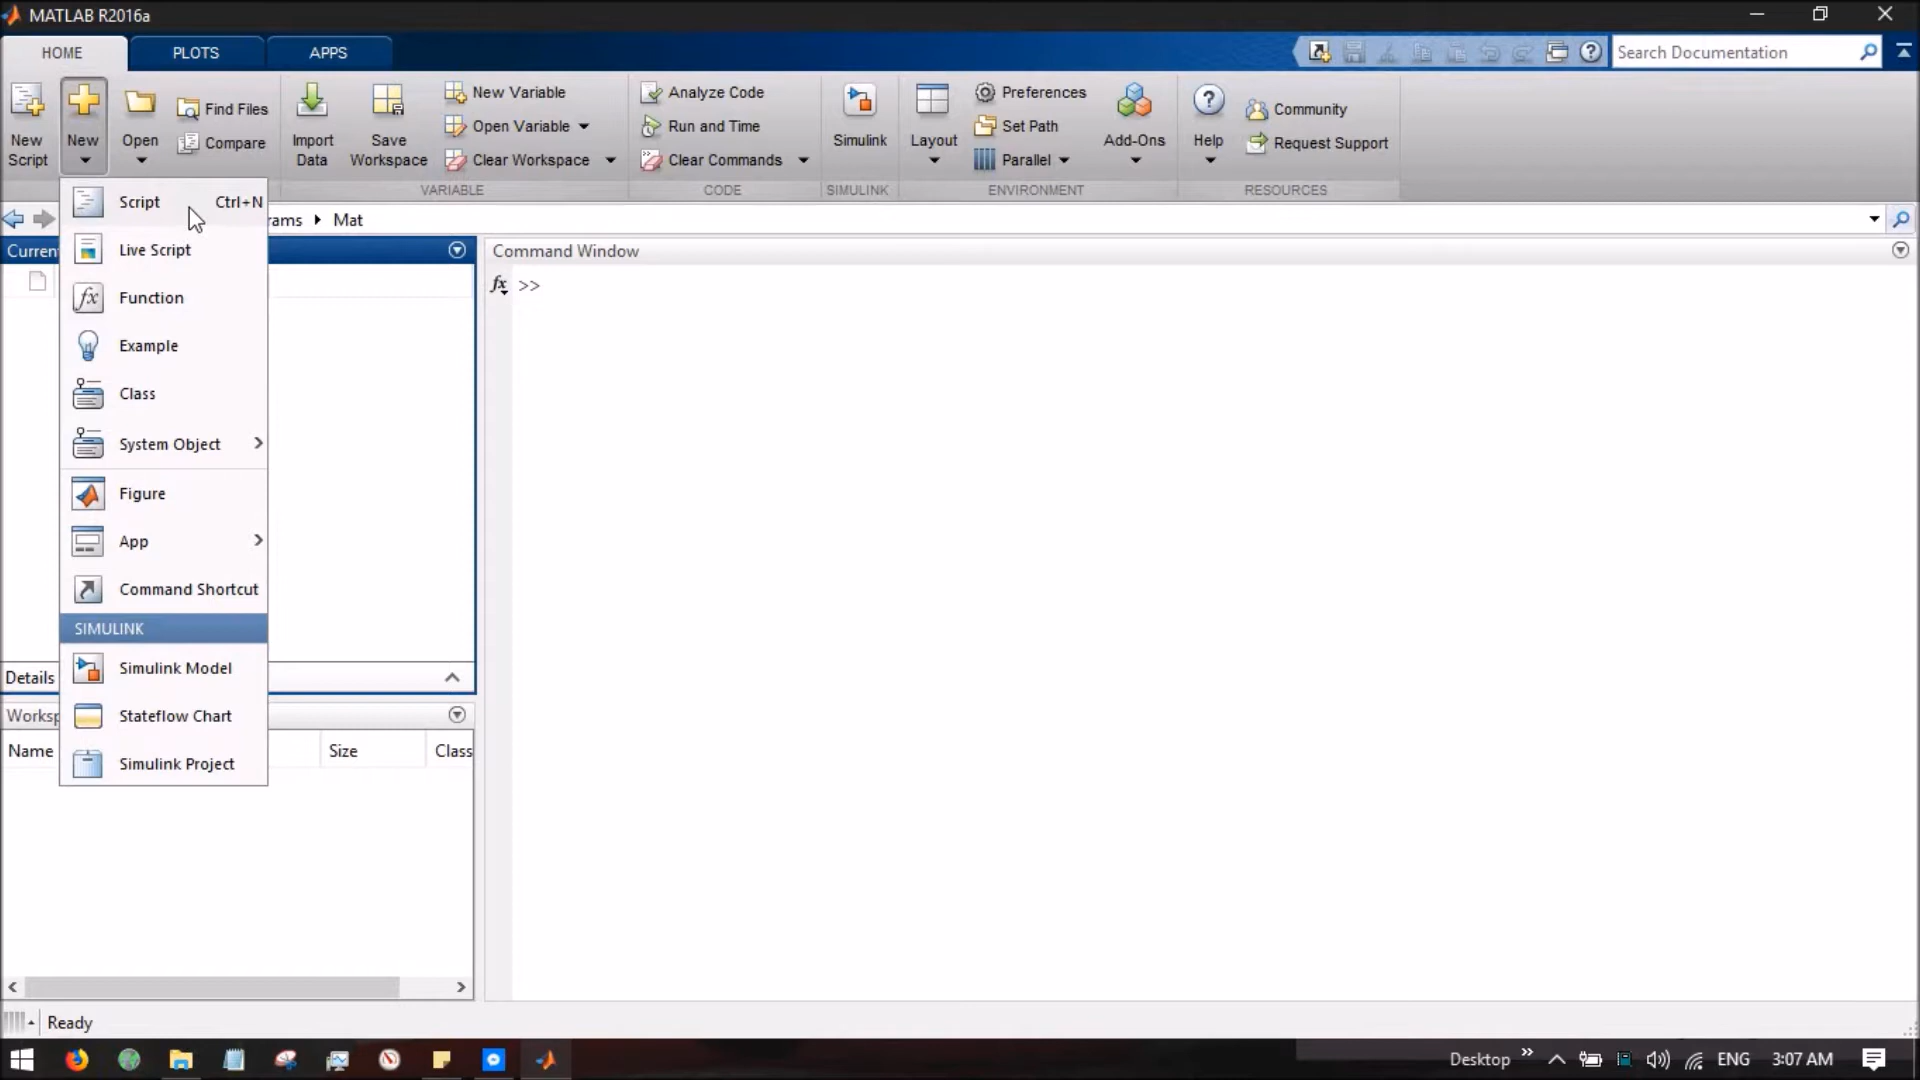 MATLAB R2016a
HOME
PLOTS
APPS
Search Documentation
New Script
New
Open
Find Files
Compare
Import Data
Save Workspace
New Variable
Open Variable
Clear Workspace
VARIABLE
Analyze Code
Run and Time
Clear Commands
CODE
Simulink
SIMULINK
Layout
Preferences
Set Path
Parallel
Add-Ons
ENVIRONMENT
Help
Community
Request Support
RESOURCES
rams
Mat
Script Ctrl+N
Live Script
Function
Example
Class
System Object
Figure
App
Command Shortcut
SIMULINK
Simulink Model
Stateflow Chart
Simulink Project
Curren
Details
Worksp
Name
Size
Class
Command Window
fx >>
Ready
Desktop
ENG
3:07 AM